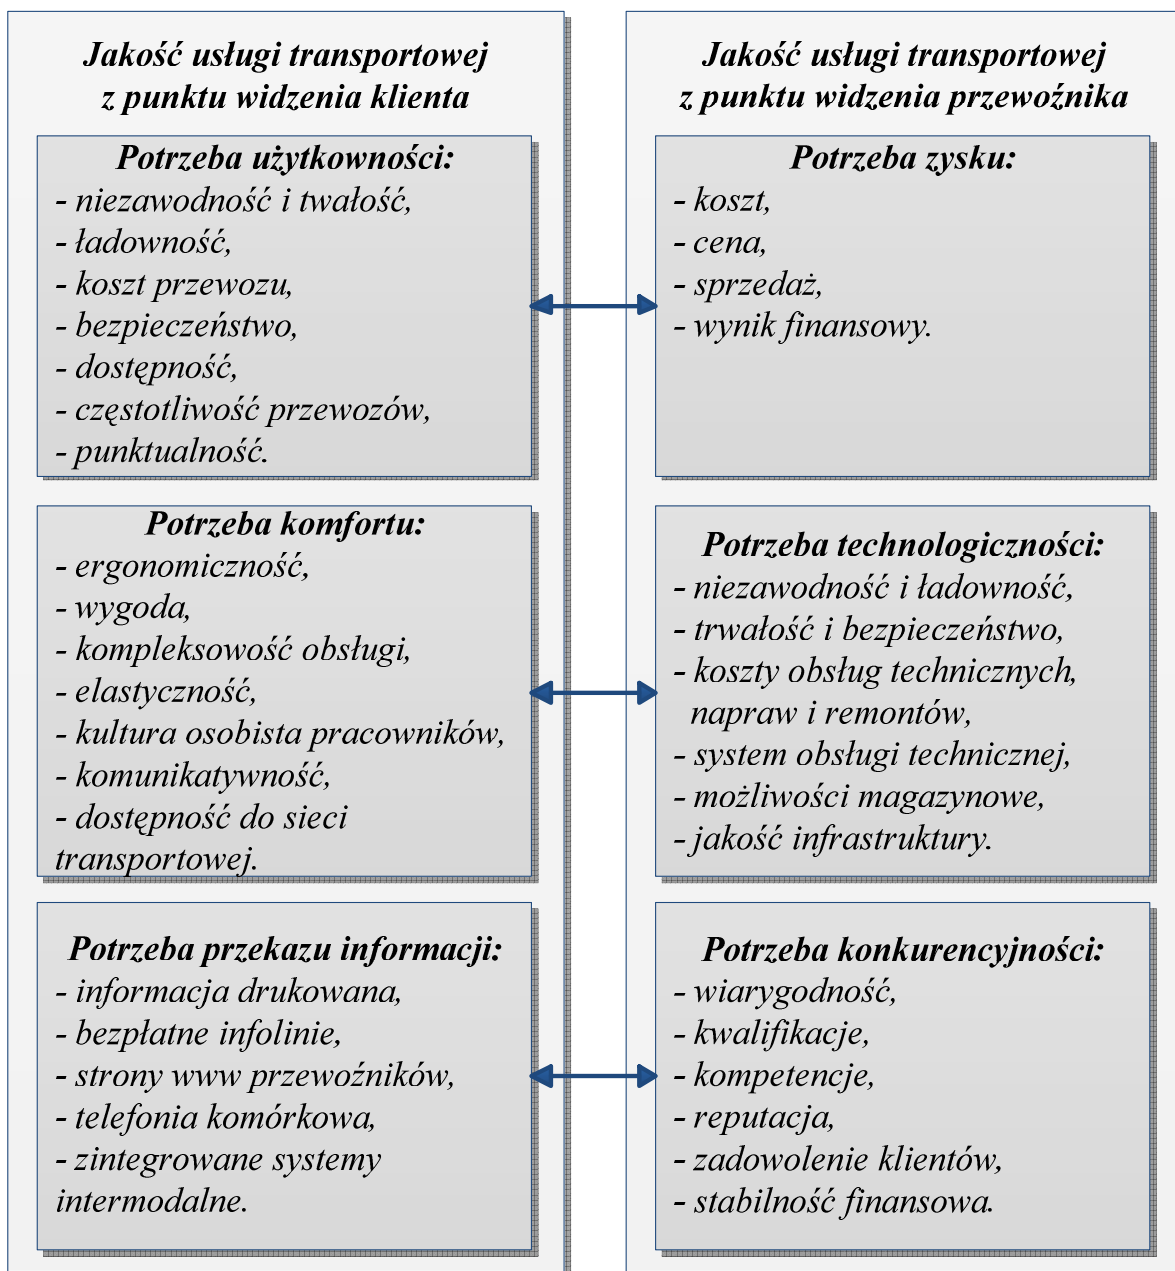 Jakość usługi transportowej
z punktu widzenia klienta
Potrzeba użytkowności:
- niezawodność i twałość,
- ładowność,
- koszt przewozu,
- bezpieczeństwo,
- dostępność,
- częstotliwość przewozów,
- punktualność.
Potrzeba komfortu:
- ergonomiczność,
- wygoda,
- kompleksowość obsługi,
- elastyczność,
- kultura osobista pracowników,
- komunikatywność,
- dostępność do sieci
transportowej.
Potrzeba przekazu informacji:
- informacja drukowana,
- bezpłatne infolinie,
- strony www przewoźników,
- telefonia komórkowa,
- zintegrowane systemy
intermodalne.
Jakość usługi transportowej
z punktu widzenia przewoźnika
Potrzeba zysku:
- koszt,
- cena,
- sprzedaż,
- wynik finansowy.
Potrzeba technologiczności:
- niezawodność i ładowność,
- trwałość i bezpieczeństwo,
- koszty obsług technicznych,
napraw i remontów,
- system obsługi technicznej,
- możliwości magazynowe,
- jakość infrastruktury.
Potrzeba konkurencyjności:
- wiarygodność,
- kwalifikacje,
- kompetencje,
- reputacja,
- zadowolenie klientów,
- stabilność finansowa.